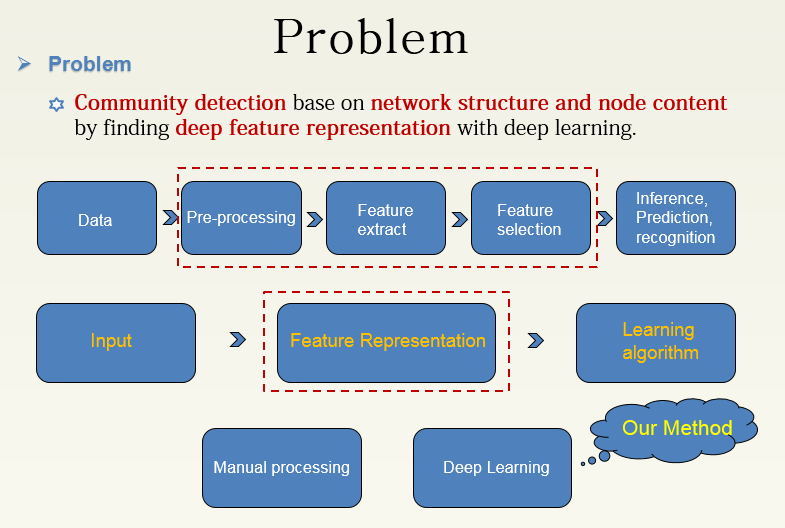 Problem
Problem
Community detection base on network structure and node content
by finding deep feature representation with deep learning.
Data
Pre-processing
Feature
extract
Feature
selection
Inference,
Prediction,
recognition
Input
Feature Representation
Learning
algorithm
Our Method
Manual processing
Deep Learning